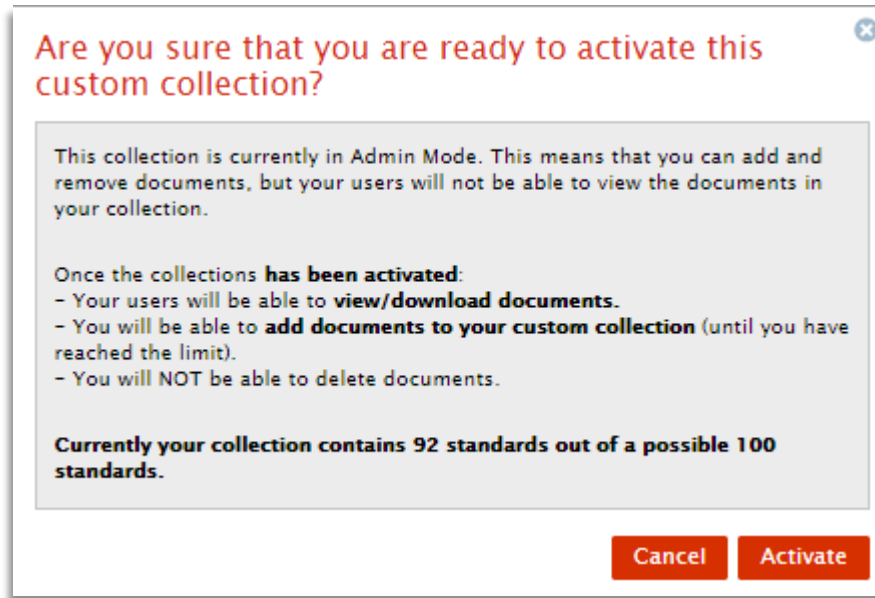 Are you sure that you are ready to activate this
custom collection?
This collection is currently in Admin Mode. This means that you can add and
remove documents, but your users will not be able to view the documents in
your collection.
Once the collections has been activated:
- Your users will be able to view/download documents.
- You will be able to add documents to your custom collection (until you have
reached the limit).
- You will NOT be able to delete documents.
Currently your collection contains 92 standards out of a possible 100
standards.
Cancel
Activate